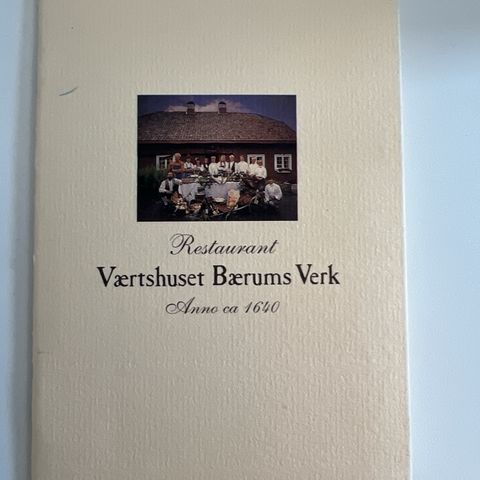 Restaurant
Værtshuset Bærums Verk
Anno ca 1640